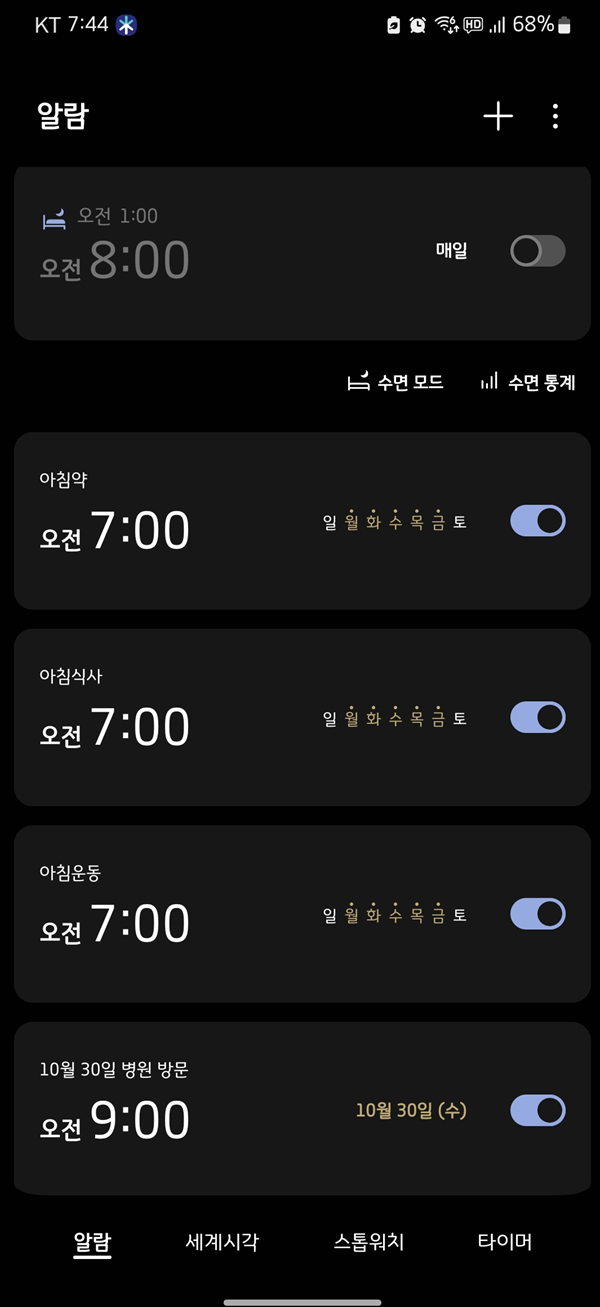 KT 7:44 HD 68%
알람
오전 1:00
오전 8:00 매일
수면 모드 수면 통계
아침약
오전 7:00 일 월 화 수 목 금 토
아침식사
오전 7:00 일 월 화 수 목 금 토
아침운동
오전 7:00 일 월 화 수 목 금 토
10월 30일 병원 방문
오전 9:00 10월 30일 (수)
알람 세계시각 스톱워치 타이머